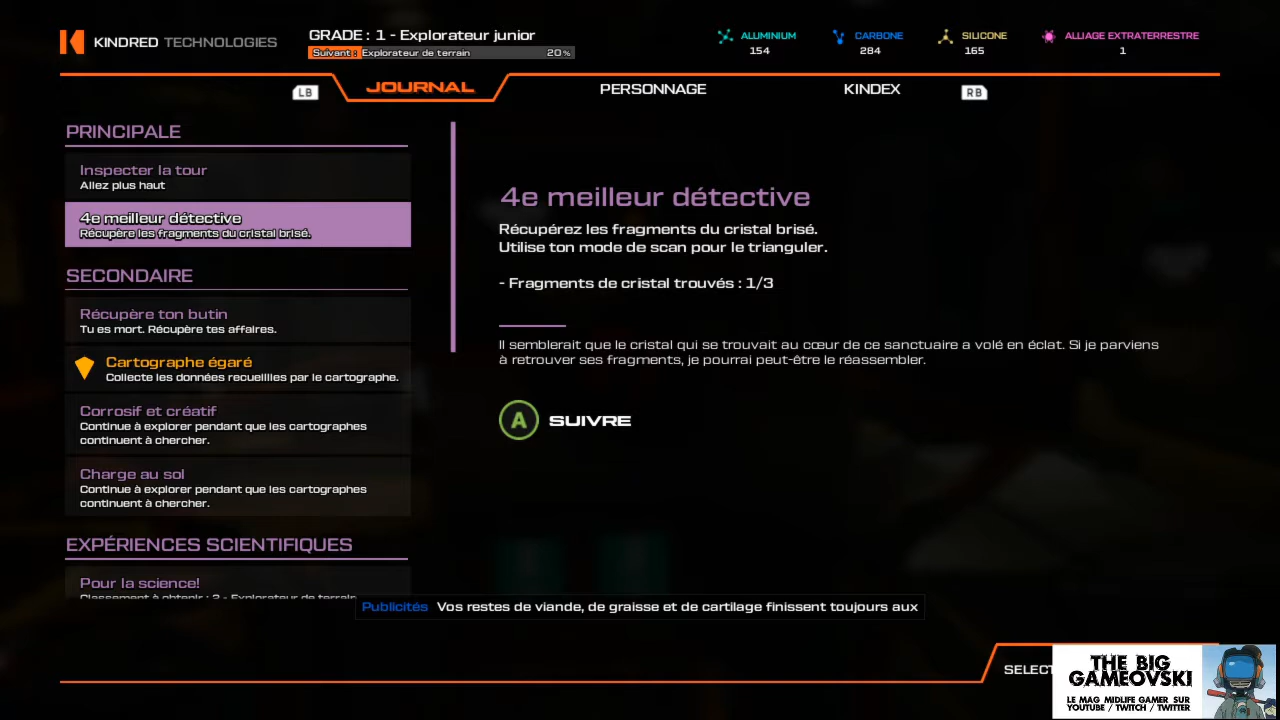 KINDRED TECHNOLOGIES
GRADE : 1 - Explorateur junior
Suivant : Explorateur de terrain 20%
ALUMINIUM
154
CARBONE
284
SILICONE
165
ALLIAGE EXTRATERRESTRE
1
LB
JOURNAL
PERSONNAGE
KINDEX
RB
PRINCIPALE
Inspecter la tour
Allez plus haut
4e meilleur détective
Récupère les fragments du cristal brisé.
SECONDAIRE
Récupère ton butin
Tu es mort. Récupère tes affaires.
Cartographe égaré
Collecte les données recueillies par le cartographe.
Corrosif et créatif
Continue à explorer pendant que les cartographes
continuent à chercher.
Charge au sol
Continue à explorer pendant que les cartographes
continuent à chercher.
EXPÉRIENCES SCIENTIFIQUES
Pour la science!
Classement à obtenir : 2 - Explorateur de terrain
4e meilleur détective
Récupérez les fragments du cristal brisé.
Utilise ton mode de scan pour le trianguler.
- Fragments de cristal trouvés : 1/3
Il semblerait que le cristal qui se trouvait au cœur de ce sanctuaire a volé en éclat. Si je parviens
à retrouver ses fragments, je pourrai peut-être le réassembler.
A SUIVRE
Publicités Vos restes de viande, de graisse et de cartilage finissent toujours aux
SELECT
THE BIG
GAMEOVSKI
LE MAG MIDLIFE GAMER SUR
YOUTUBE / TWITCH / TWITTER